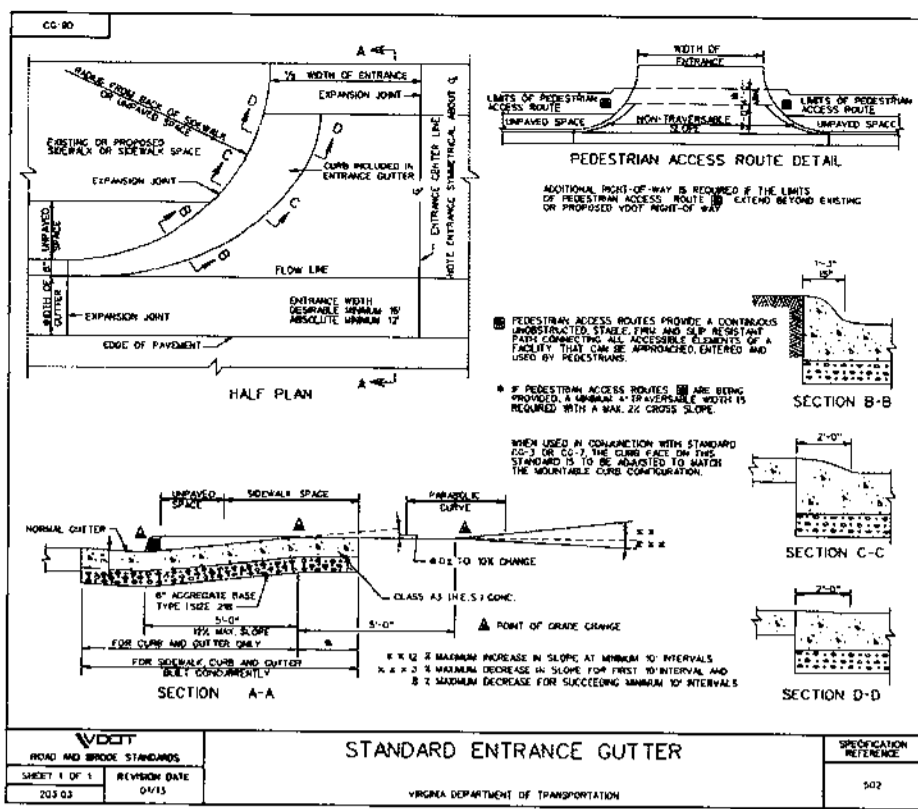 CG-9D
A
½ WIDTH OF ENTRANCE
EXPANSION JOINT
RADIUS FROM BACK OF SIDEWALK
OR UNPAVED SPACE
D
D
EXISTING OR PROPOSED
SIDEWALK OR SIDEWALK SPACE
C
CURB INCLUDED IN
ENTRANCE GUTTER
EXPANSION JOINT
B
C
B
UNPAVED
SPACE
6"
FLOW LINE
WIDTH OF
GUTTER
EXPANSION JOINT
ENTRANCE WIDTH
DESIRABLE MINIMUM 16'
ABSOLUTE MINIMUM 12'
EDGE OF PAVEMENT
A
ENTRANCE CENTER LINE
NOTE ENTRANCE SYMMETRICAL ABOUT ℄
HALF PLAN
WIDTH OF
ENTRANCE
LIMITS OF PEDESTRIAN
ACCESS ROUTE
LIMITS OF PEDESTRIAN
ACCESS ROUTE
UNPAVED SPACE
NON-TRAVERSABLE
SLOPE
UNPAVED SPACE
PEDESTRIAN ACCESS ROUTE DETAIL
ADDITIONAL RIGHT-OF-WAY IS REQUIRED IF THE LIMITS
OF PEDESTRIAN ACCESS ROUTE EXTEND BEYOND EXISTING
OR PROPOSED VDOT RIGHT-OF WAY
PEDESTRIAN ACCESS ROUTES PROVIDE A CONTINUOUS
UNOBSTRUCTED, STABLE, FIRM AND SLIP RESISTANT
PATH CONNECTING ALL ACCESSIBLE ELEMENTS OF A
FACILITY THAT CAN BE APPROACHED, ENTERED AND
USED BY PEDESTRIANS.
* IF PEDESTRIAN ACCESS ROUTES ARE BEING
PROVIDED, A MINIMUM 4' TRAVERSABLE WIDTH IS
REQUIRED WITH A MAX. 2% CROSS SLOPE.
WHEN USED IN CONJUNCTION WITH STANDARD
CG-3 OR CG-7, THE CURB FACE ON THIS
STANDARD IS TO BE ADJUSTED TO MATCH
THE MOUNTABLE CURB CONFIGURATION.
1'-3"
15"
SECTION B-B
2'-0"
SECTION C-C
2'-0"
SECTION D-D
UNPAVED
SPACE
SIDEWALK SPACE
PARABOLIC
CURVE
NORMAL GUTTER
8.0% TO 10% CHANGE
6" AGGREGATE BASE
TYPE I SIZE 21B
CLASS A3 (H.E.S.) CONC.
5'-0"
12% MAX. SLOPE
5'-0"
POINT OF GRADE CHANGE
FOR CURB AND GUTTER ONLY
FOR SIDEWALK, CURB AND GUTTER
BUILT CONCURRENTLY
SECTION A-A
MAXIMUM INCREASE IN SLOPE AT MINIMUM 10' INTERVALS
MAXIMUM DECREASE IN SLOPE FOR FIRST 10' INTERVAL AND
8 % MAXIMUM DECREASE FOR SUCCEEDING MINIMUM 10' INTERVALS
VDOT
ROAD AND BRIDGE STANDARDS
SHEET 1 OF 1
REVISION DATE
01/15
203.03
STANDARD ENTRANCE GUTTER
VIRGINIA DEPARTMENT OF TRANSPORTATION
SPECIFICATION
REFERENCE
502